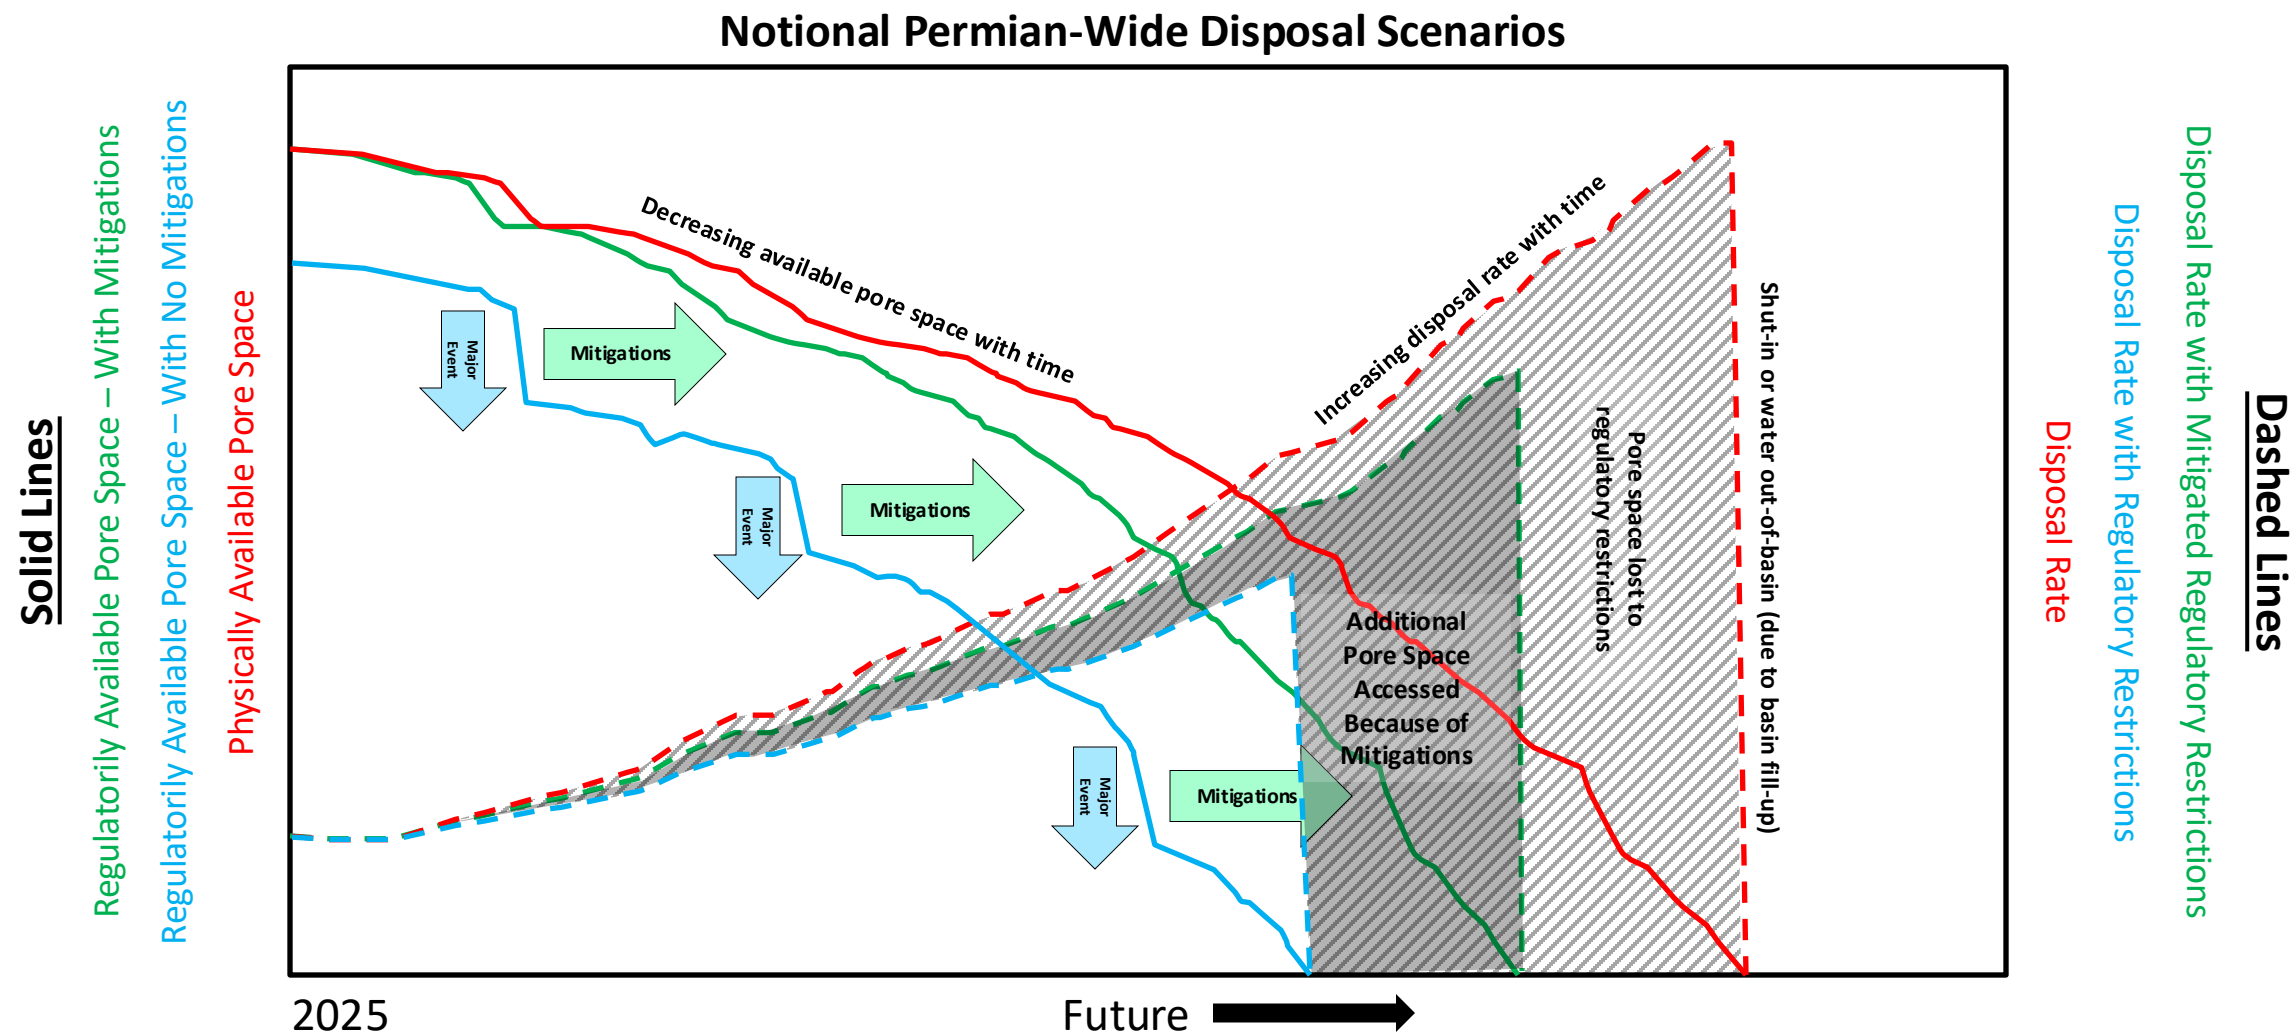 Notional Permian-Wide Disposal Scenarios
Solid Lines
Regulatorily Available Pore Space – With Mitigations
Regulatorily Available Pore Space – With No Mitigations
Physically Available Pore Space
Decreasing available pore space with time
Increasing disposal rate with time
Major
Event
Mitigations
Major
Event
Mitigations
Major
Event
Mitigations
Additional
Pore Space
Accessed
Because of
Mitigations
Pore space lost to
regulatory restrictions
Shut-in or water out-of-basin (due to basin fill-up)
Disposal Rate
Disposal Rate with Regulatory Restrictions
Disposal Rate with Mitigated Regulatory Restrictions
Dashed Lines
2025
Future